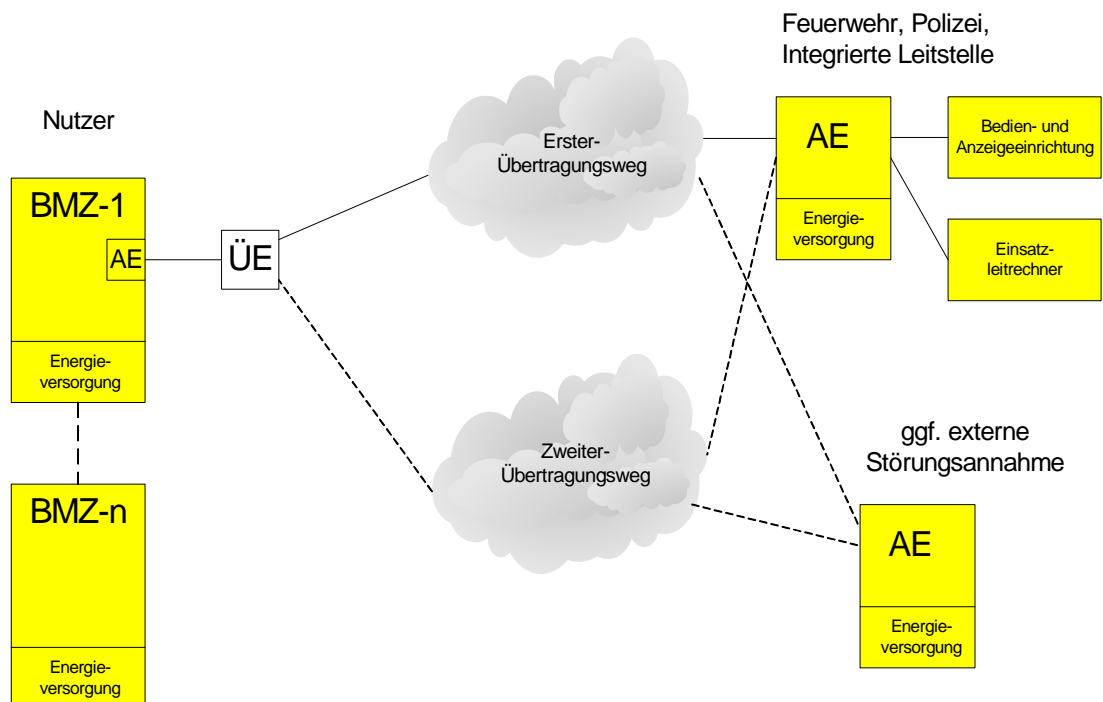 Feuerwehr, Polizei,
Integrierte Leitstelle
Nutzer
BMZ-1
AE
Energie-
versorgung
ÜE
Erster-
Übertragungsweg
AE
Energie-
versorgung
Bedien- und
Anzeigeeinrichtung
Einsatz-
leitrechner
Zweiter-
Übertragungsweg
ggf. externe
Störungsannahme
AE
Energie-
versorgung
BMZ-n
Energie-
versorgung